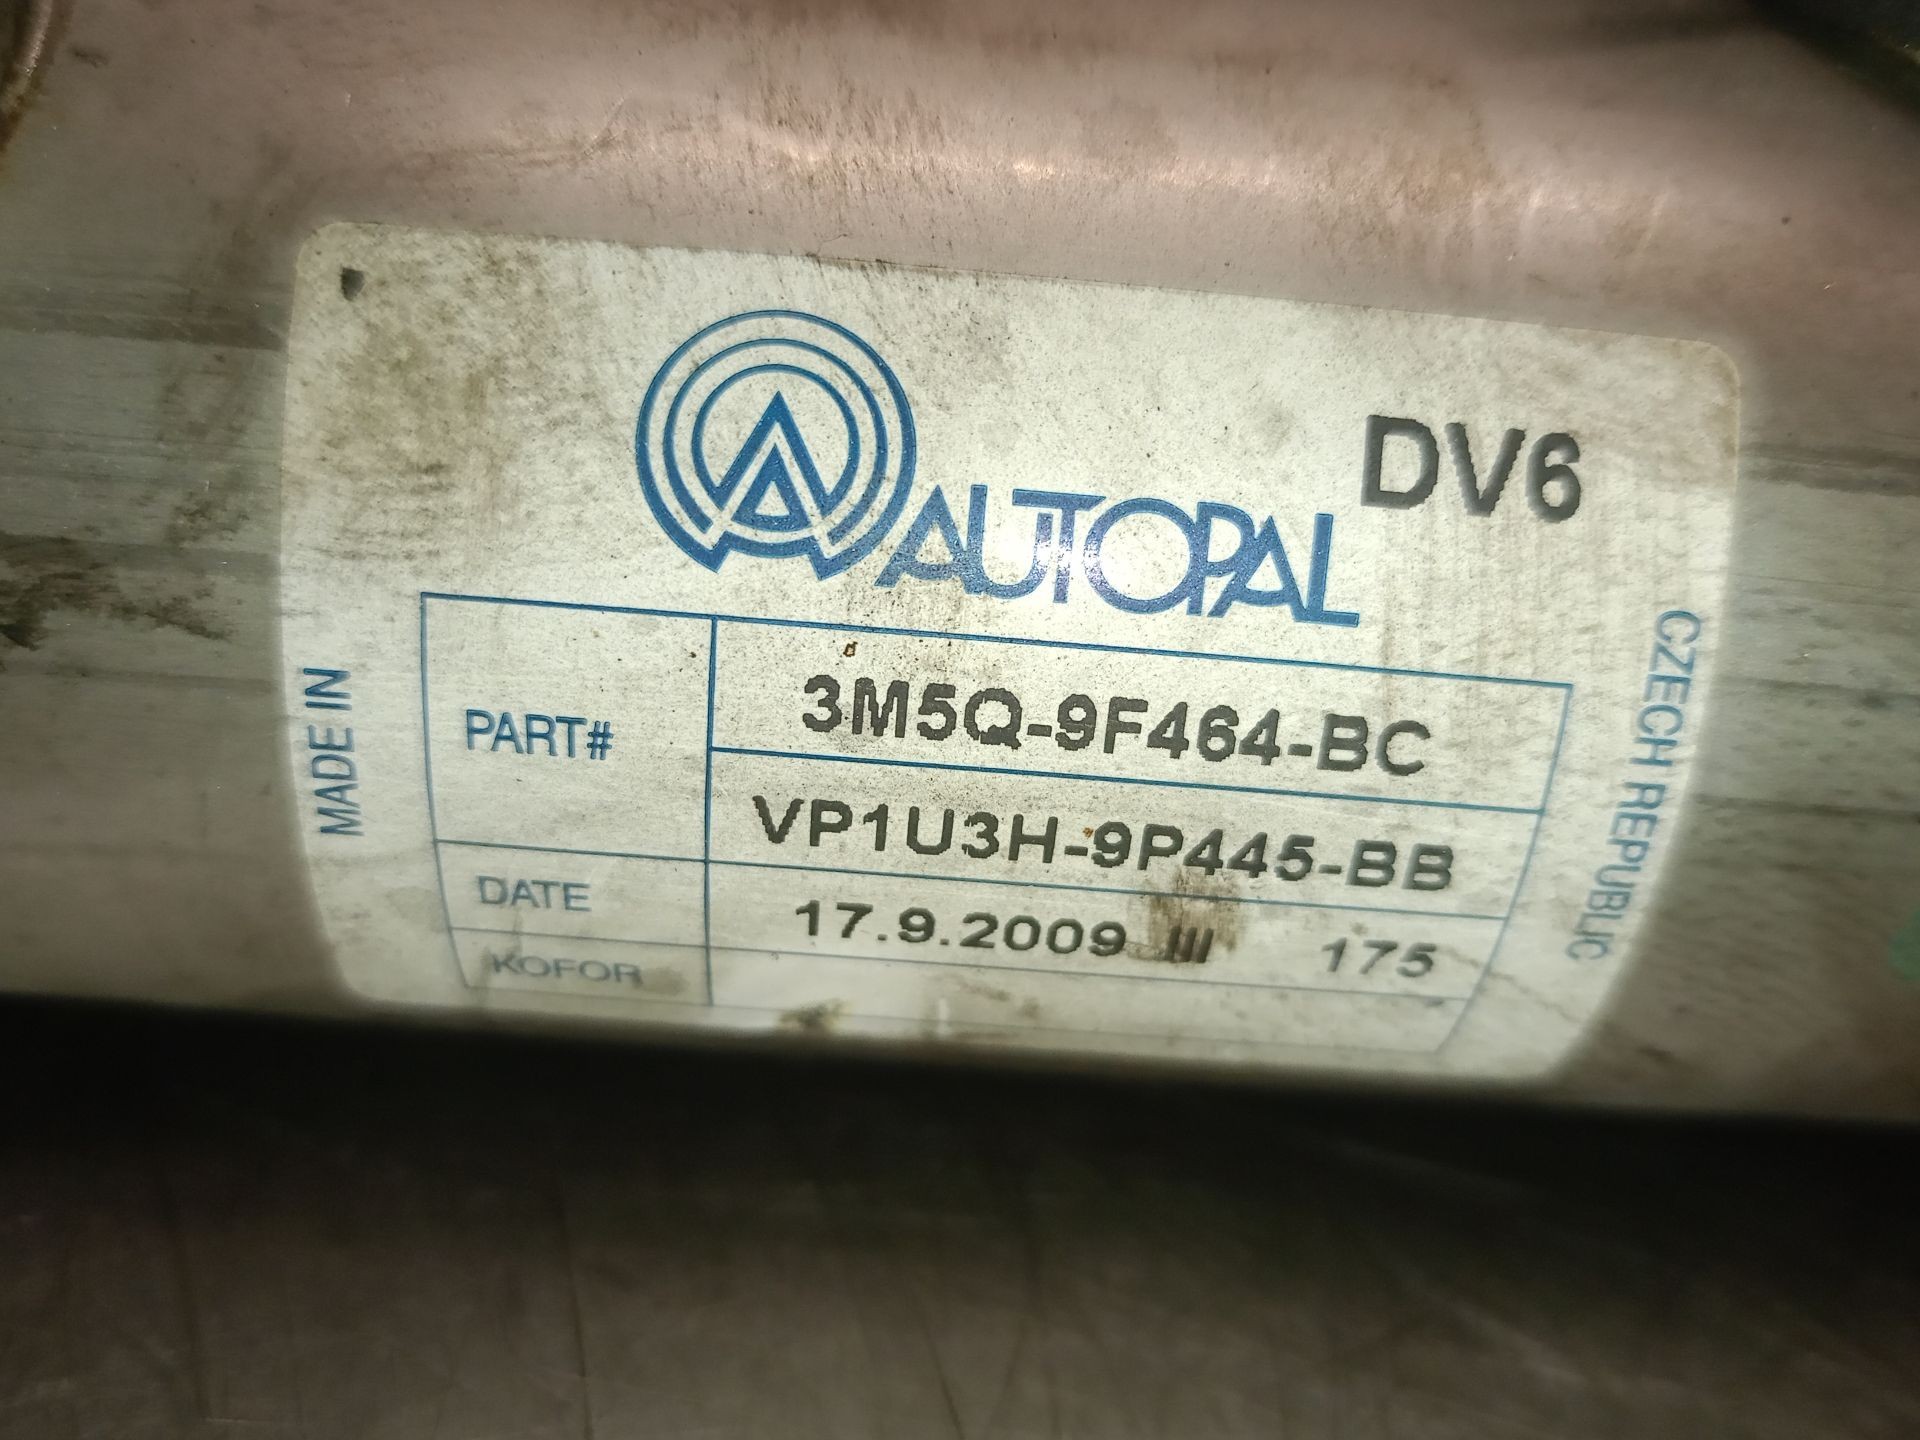 AUTOPAL
DV6
MADE IN
CZECH REPUBLIC
PART#
3M5Q-9F464-BC
VP1U3H-9P445-BB
DATE
17.9.2009 III 175
KOFOR